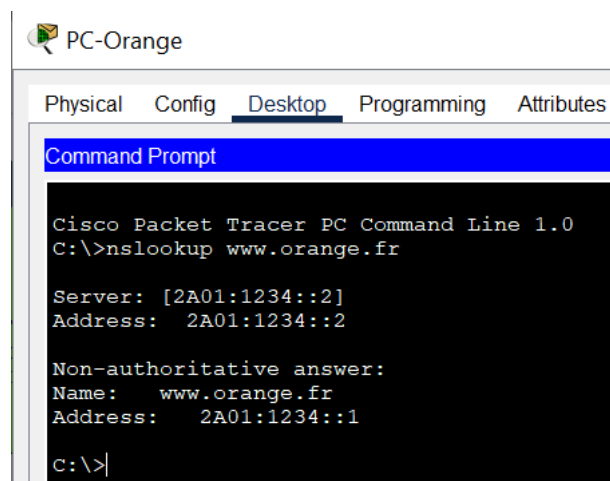 PC-Orange
Physical Config Desktop Programming Attributes
Command Prompt
Cisco Packet Tracer PC Command Line 1.0
C:\>nslookup www.orange.fr
Server: [2A01:1234::2]
Address: 2A01:1234::2
Non-authoritative answer:
Name: www.orange.fr
Address: 2A01:1234::1
C:\>